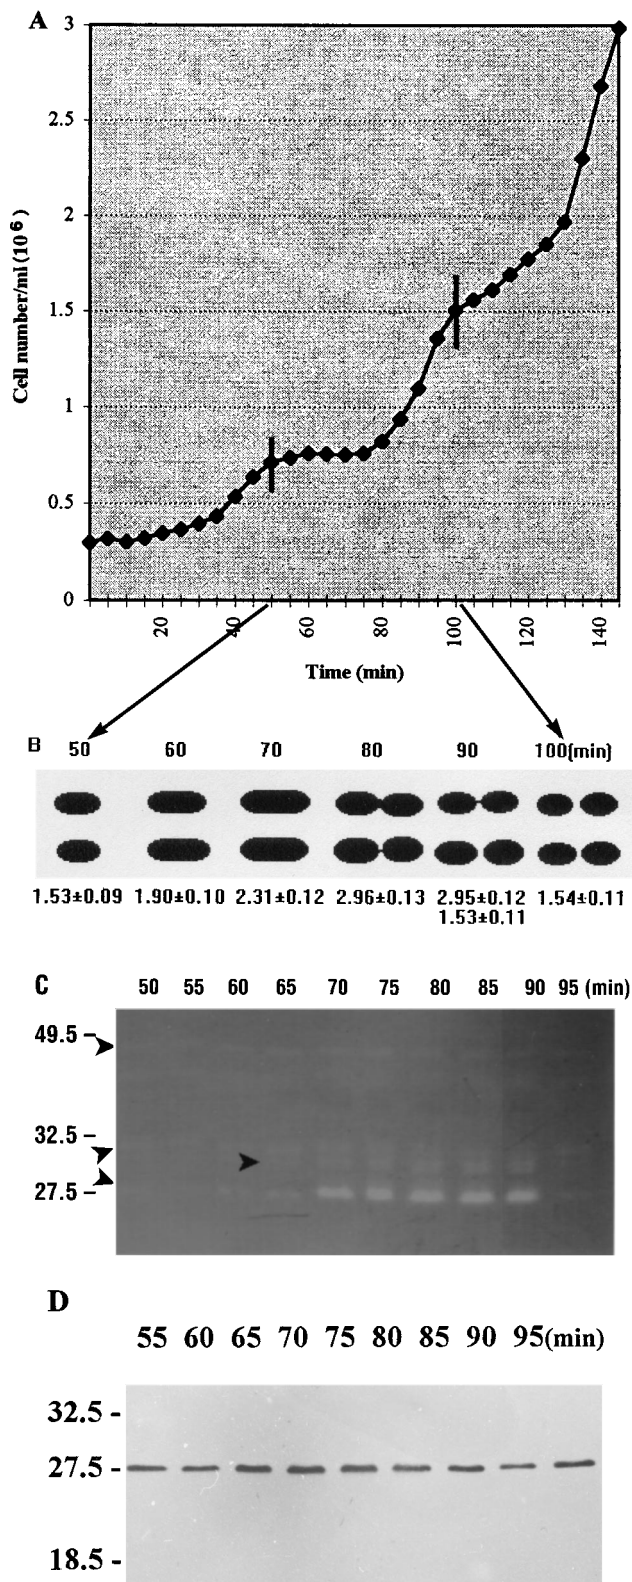 A
3
2.5
2
1.5
1
0.5
0
Cell number/ml (10⁶)
20 40 60 80 100 120 140
Time (min)
B
50 60 70 80 90 100(min)
1.53±0.09 1.90±0.10 2.31±0.12 2.96±0.13 2.95±0.12 1.54±0.11
1.53±0.11
C
50 55 60 65 70 75 80 85 90 95 (min)
49.5 –
32.5 –
27.5 –
D
55 60 65 70 75 80 85 90 95(min)
32.5 -
27.5 -
18.5 -